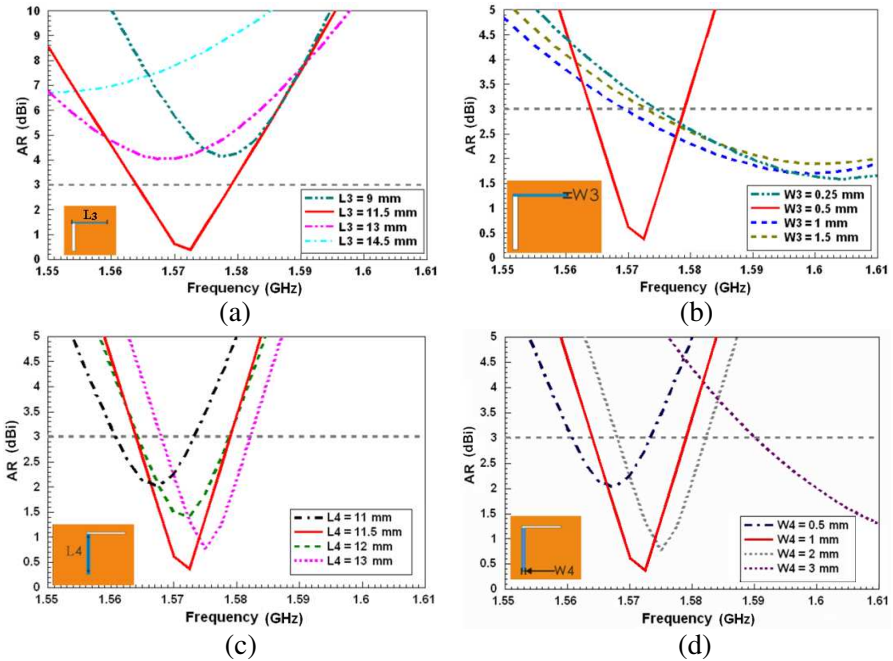 10
9
8
7
6
5
4
3
2
1
0
AR (dBi)
1.55 1.56 1.57 1.58 1.59 1.6 1.61
Frequency (GHz)
L3
L3 = 9 mm
L3 = 11.5 mm
L3 = 13 mm
L3 = 14.5 mm
(a)
5
4.5
4
3.5
3
2.5
2
1.5
1
0.5
0
AR (dBi)
1.55 1.56 1.57 1.58 1.59 1.6 1.61
Frequency (GHz)
W3
W3 = 0.25 mm
W3 = 0.5 mm
W3 = 1 mm
W3 = 1.5 mm
(b)
5
4.5
4
3.5
3
2.5
2
1.5
1
0.5
0
AR (dBi)
1.55 1.56 1.57 1.58 1.59 1.6 1.61
Frequency (GHz)
L4
L4 = 11 mm
L4 = 11.5 mm
L4 = 12 mm
L4 = 13 mm
(c)
5
4.5
4
3.5
3
2.5
2
1.5
1
0.5
0
AR (dBi)
1.55 1.56 1.57 1.58 1.59 1.6 1.61
Frequency (GHz)
W4
W4 = 0.5 mm
W4 = 1 mm
W4 = 2 mm
W4 = 3 mm
(d)